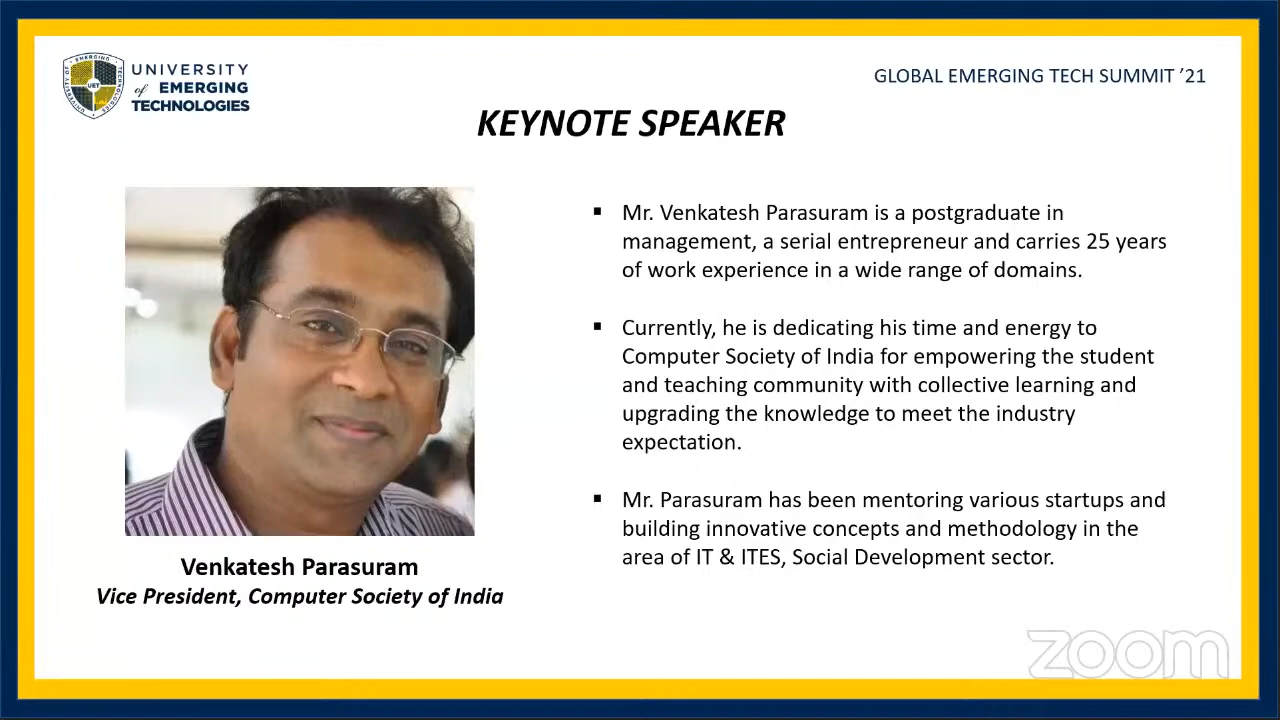 UNIVERSITY
of EMERGING
TECHNOLOGIES
GLOBAL EMERGING TECH SUMMIT ’21
KEYNOTE SPEAKER
▪ Mr. Venkatesh Parasuram is a postgraduate in
management, a serial entrepreneur and carries 25 years
of work experience in a wide range of domains.
▪ Currently, he is dedicating his time and energy to
Computer Society of India for empowering the student
and teaching community with collective learning and
upgrading the knowledge to meet the industry
expectation.
▪ Mr. Parasuram has been mentoring various startups and
building innovative concepts and methodology in the
area of IT & ITES, Social Development sector.
Venkatesh Parasuram
Vice President, Computer Society of India
zoom